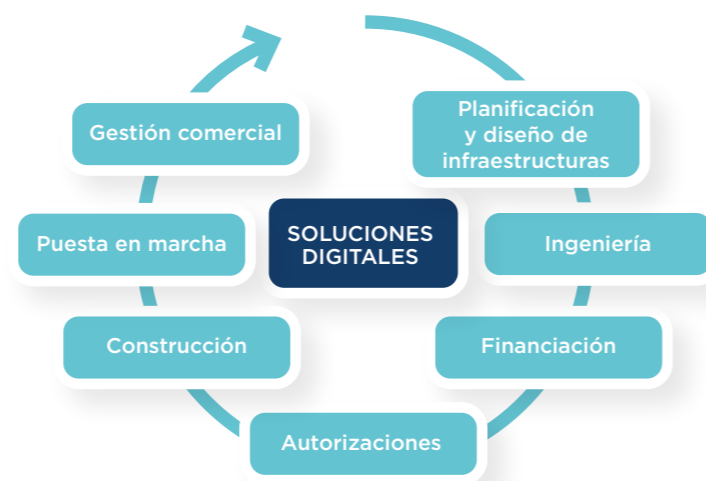 Planificación
y diseño de
infraestructuras
Ingeniería
Financiación
Autorizaciones
Construcción
Puesta en marcha
Gestión comercial
SOLUCIONES
DIGITALES